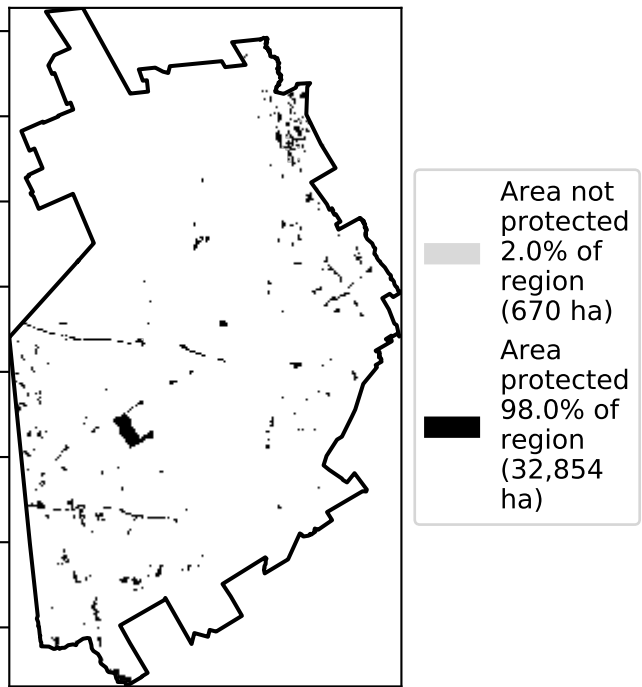 Area not
protected
2.0% of
region
(670 ha)
Area
protected
98.0% of
region
(32,854
ha)